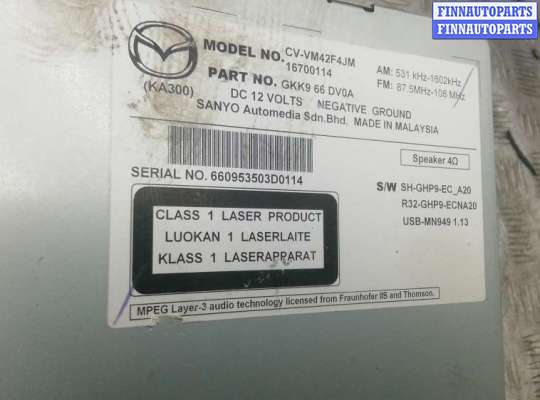 FINNAUTOPARTS
FINNAUTOPARTS
MODEL NO. CV-VM42F4JM
16700114
AM: 531 kHz-1602kHz
FM: 87.5MHz-108 MHz
PART NO. GKK9 66 DV0A
(KA300)
DC 12 VOLTS NEGATIVE GROUND
SANYO Automedia Sdn.Bhd. MADE IN MALAYSIA
Speaker 4Ω
SERIAL NO. 660953503D0114
S/W SH-GHP9-EC_A20
R32-GHP9-ECNA20
USB-MN949 1.13
CLASS 1 LASER PRODUCT
LUOKAN 1 LASERLAITE
KLASS 1 LASERAPPARAT
MPEG Layer-3 audio technology licensed from Fraunhofer IIS and Thomson.
FINNAUTOPARTS
FINNAUTOPARTS